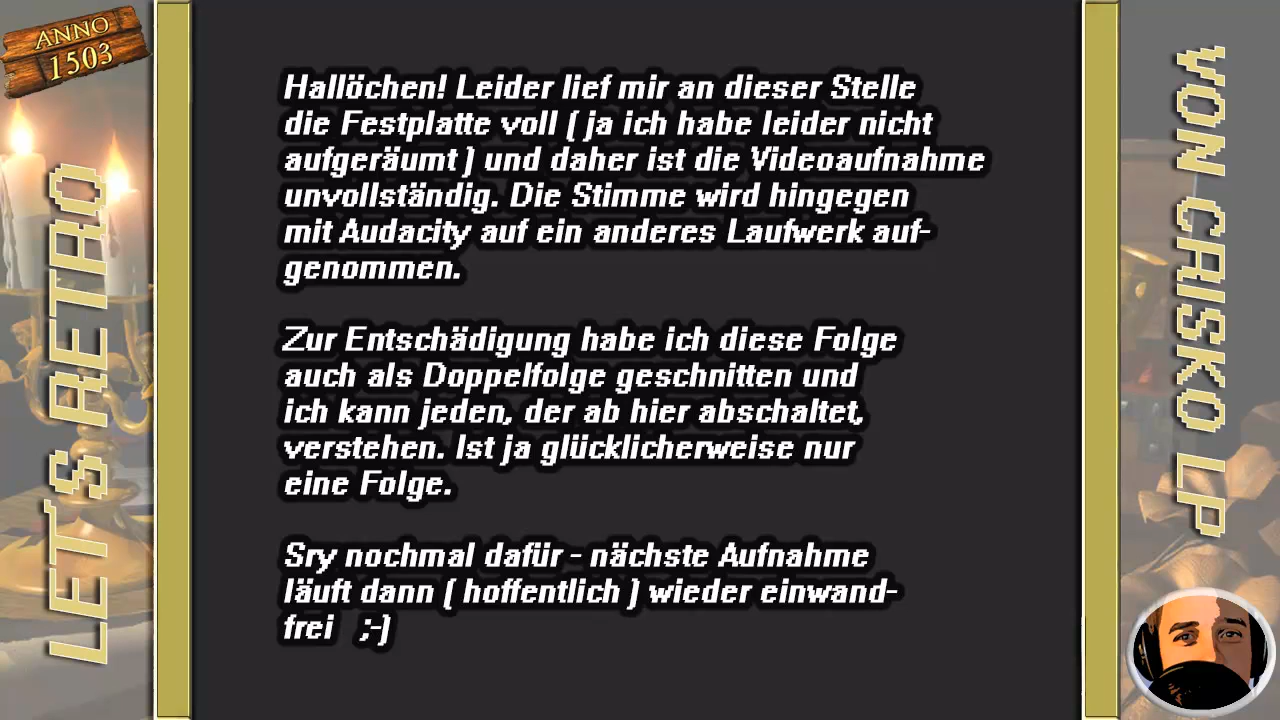 ANNO
1503
LET'S RETRO
Hallöchen! Leider lief mir an dieser Stelle
die Festplatte voll ( ja ich habe leider nicht
aufgeräumt ) und daher ist die Videoaufnahme
unvollständig. Die Stimme wird hingegen
mit Audacity auf ein anderes Laufwerk auf-
genommen.
Zur Entschädigung habe ich diese Folge
auch als Doppelfolge geschnitten und
ich kann jeden, der ab hier abschaltet,
verstehen. Ist ja glücklicherweise nur
eine Folge.
Sry nochmal dafür - nächste Aufnahme
läuft dann ( hoffentlich ) wieder einwand-
frei ;-)
VON CRISKO LP